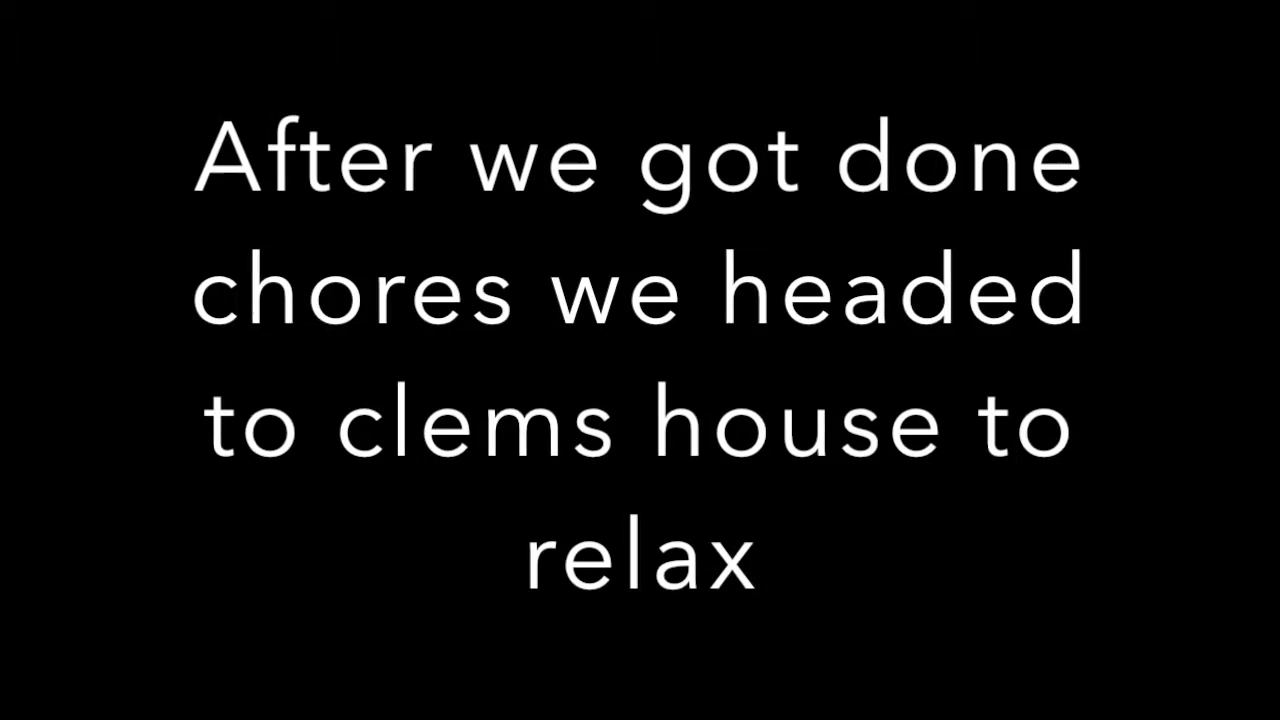 After we got done
chores we headed
to clems house to
relax